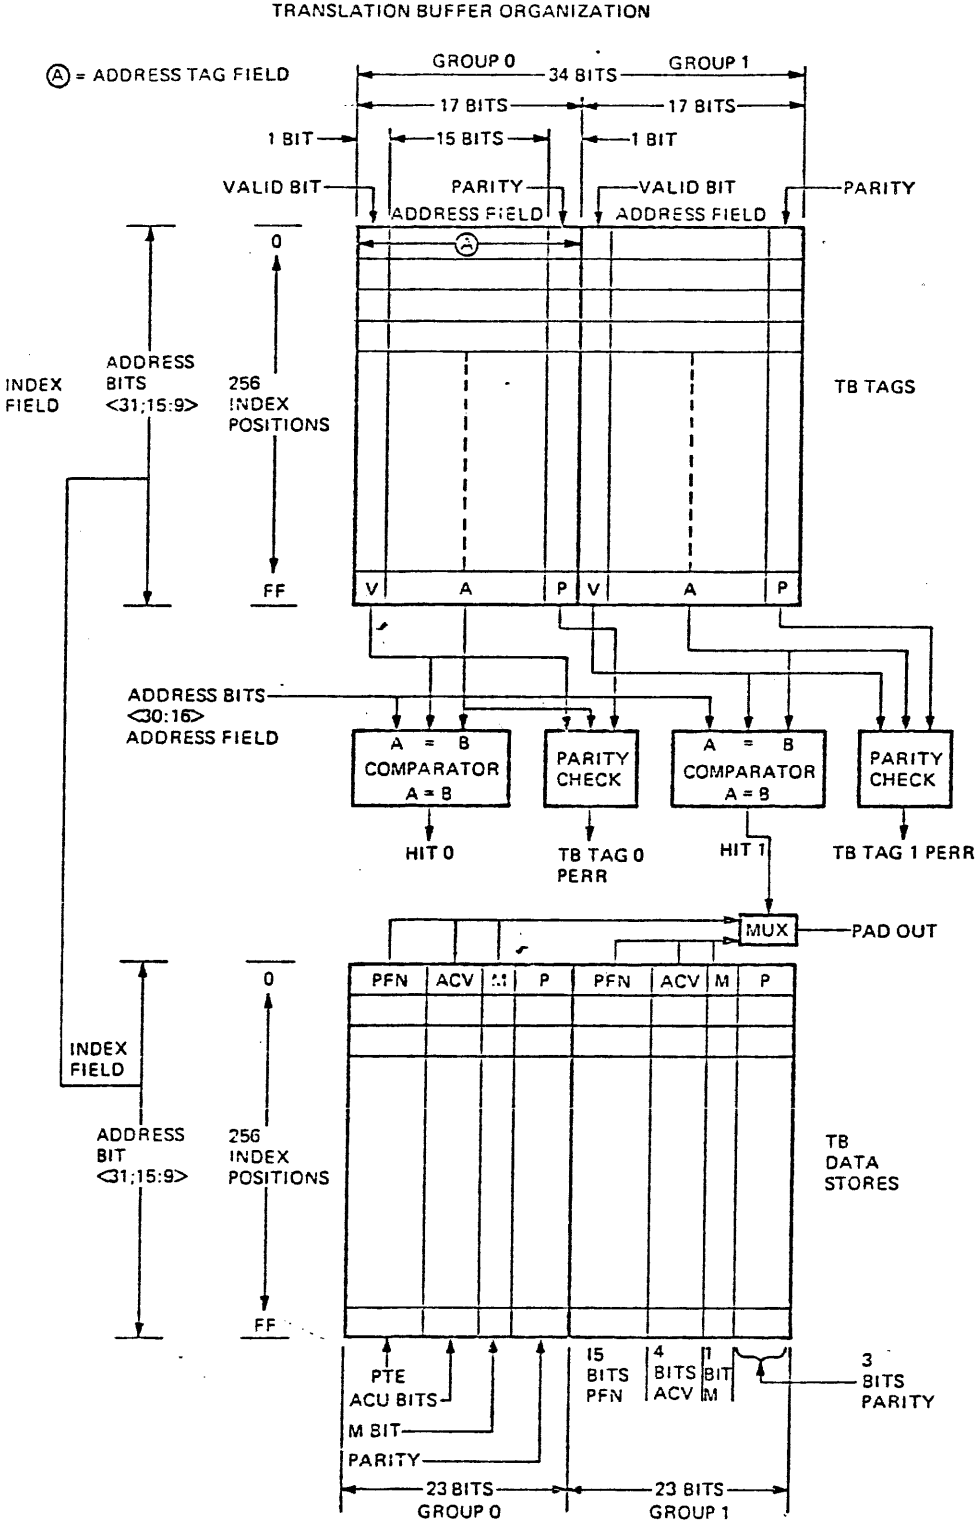 TRANSLATION BUFFER ORGANIZATION
Ⓐ = ADDRESS TAG FIELD
GROUP 0
GROUP 1
34 BITS
17 BITS
17 BITS
1 BIT
15 BITS
1 BIT
VALID BIT
PARITY
VALID BIT
PARITY
ADDRESS FIELD
ADDRESS FIELD
0
A
INDEX
FIELD
ADDRESS
BITS
<31;15:9>
256
INDEX
POSITIONS
TB TAGS
FF
V
A
P
V
A
P
ADDRESS BITS
<30:16>
ADDRESS FIELD
A = B
COMPARATOR
A = B
PARITY
CHECK
A = B
COMPARATOR
A = B
PARITY
CHECK
HIT 0
TB TAG 0
PERR
HIT 1
TB TAG 1 PERR
MUX
PAD OUT
0
PFN
ACV
M
P
PFN
ACV
M
P
INDEX
FIELD
ADDRESS
BIT
<31;15:9>
256
INDEX
POSITIONS
TB
DATA
STORES
FF
PTE
ACU BITS
M BIT
PARITY
15
BITS
PFN
4
BITS
ACV
1
BIT
M
3
BITS
PARITY
23 BITS
GROUP 0
23 BITS
GROUP 1